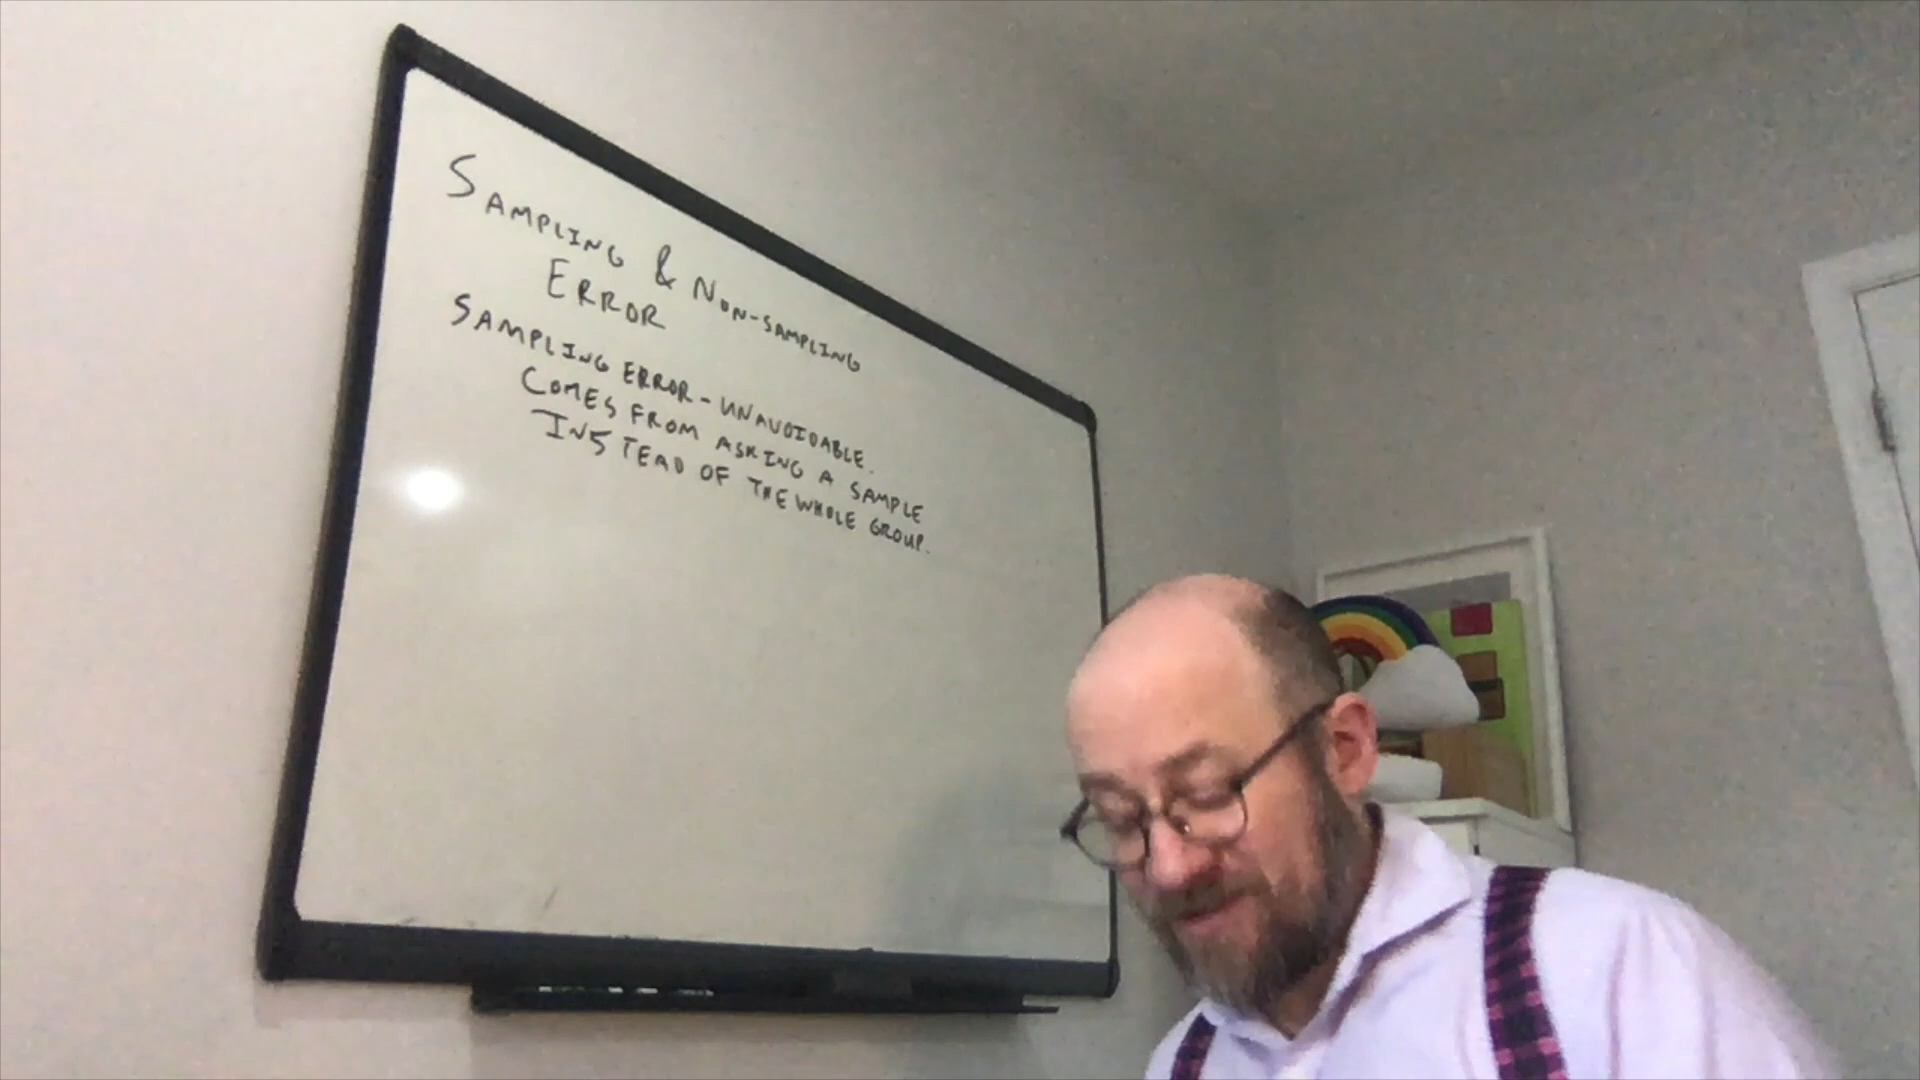 SAMPLING & NON-SAMPLING
ERROR
SAMPLING ERROR - UNAVOIDABLE.
COMES FROM ASKING A SAMPLE
INSTEAD OF THE WHOLE GROUP.